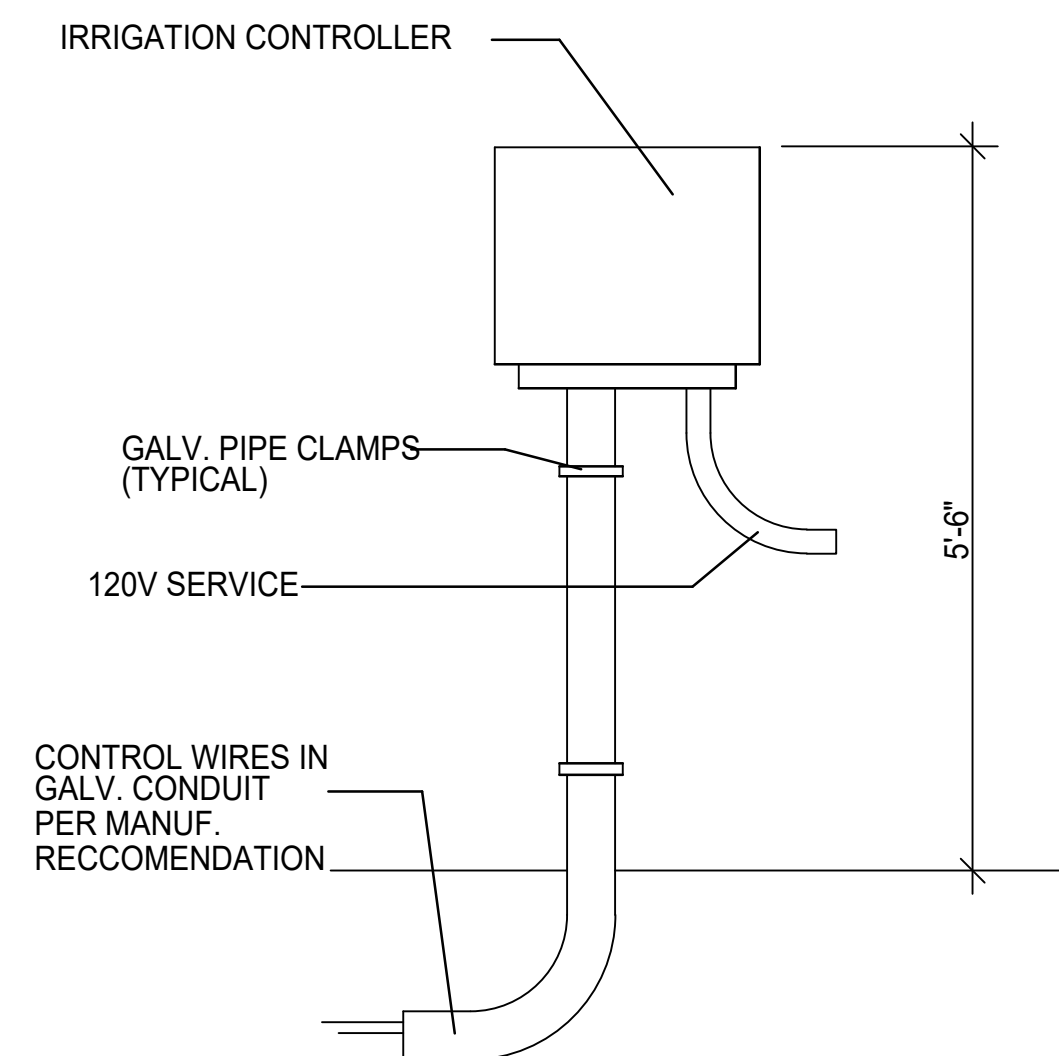 IRRIGATION CONTROLLER
GALV. PIPE CLAMPS
(TYPICAL)
5'-6"
120V SERVICE
CONTROL WIRES IN
GALV. CONDUIT
PER MANUF.
RECCOMENDATION